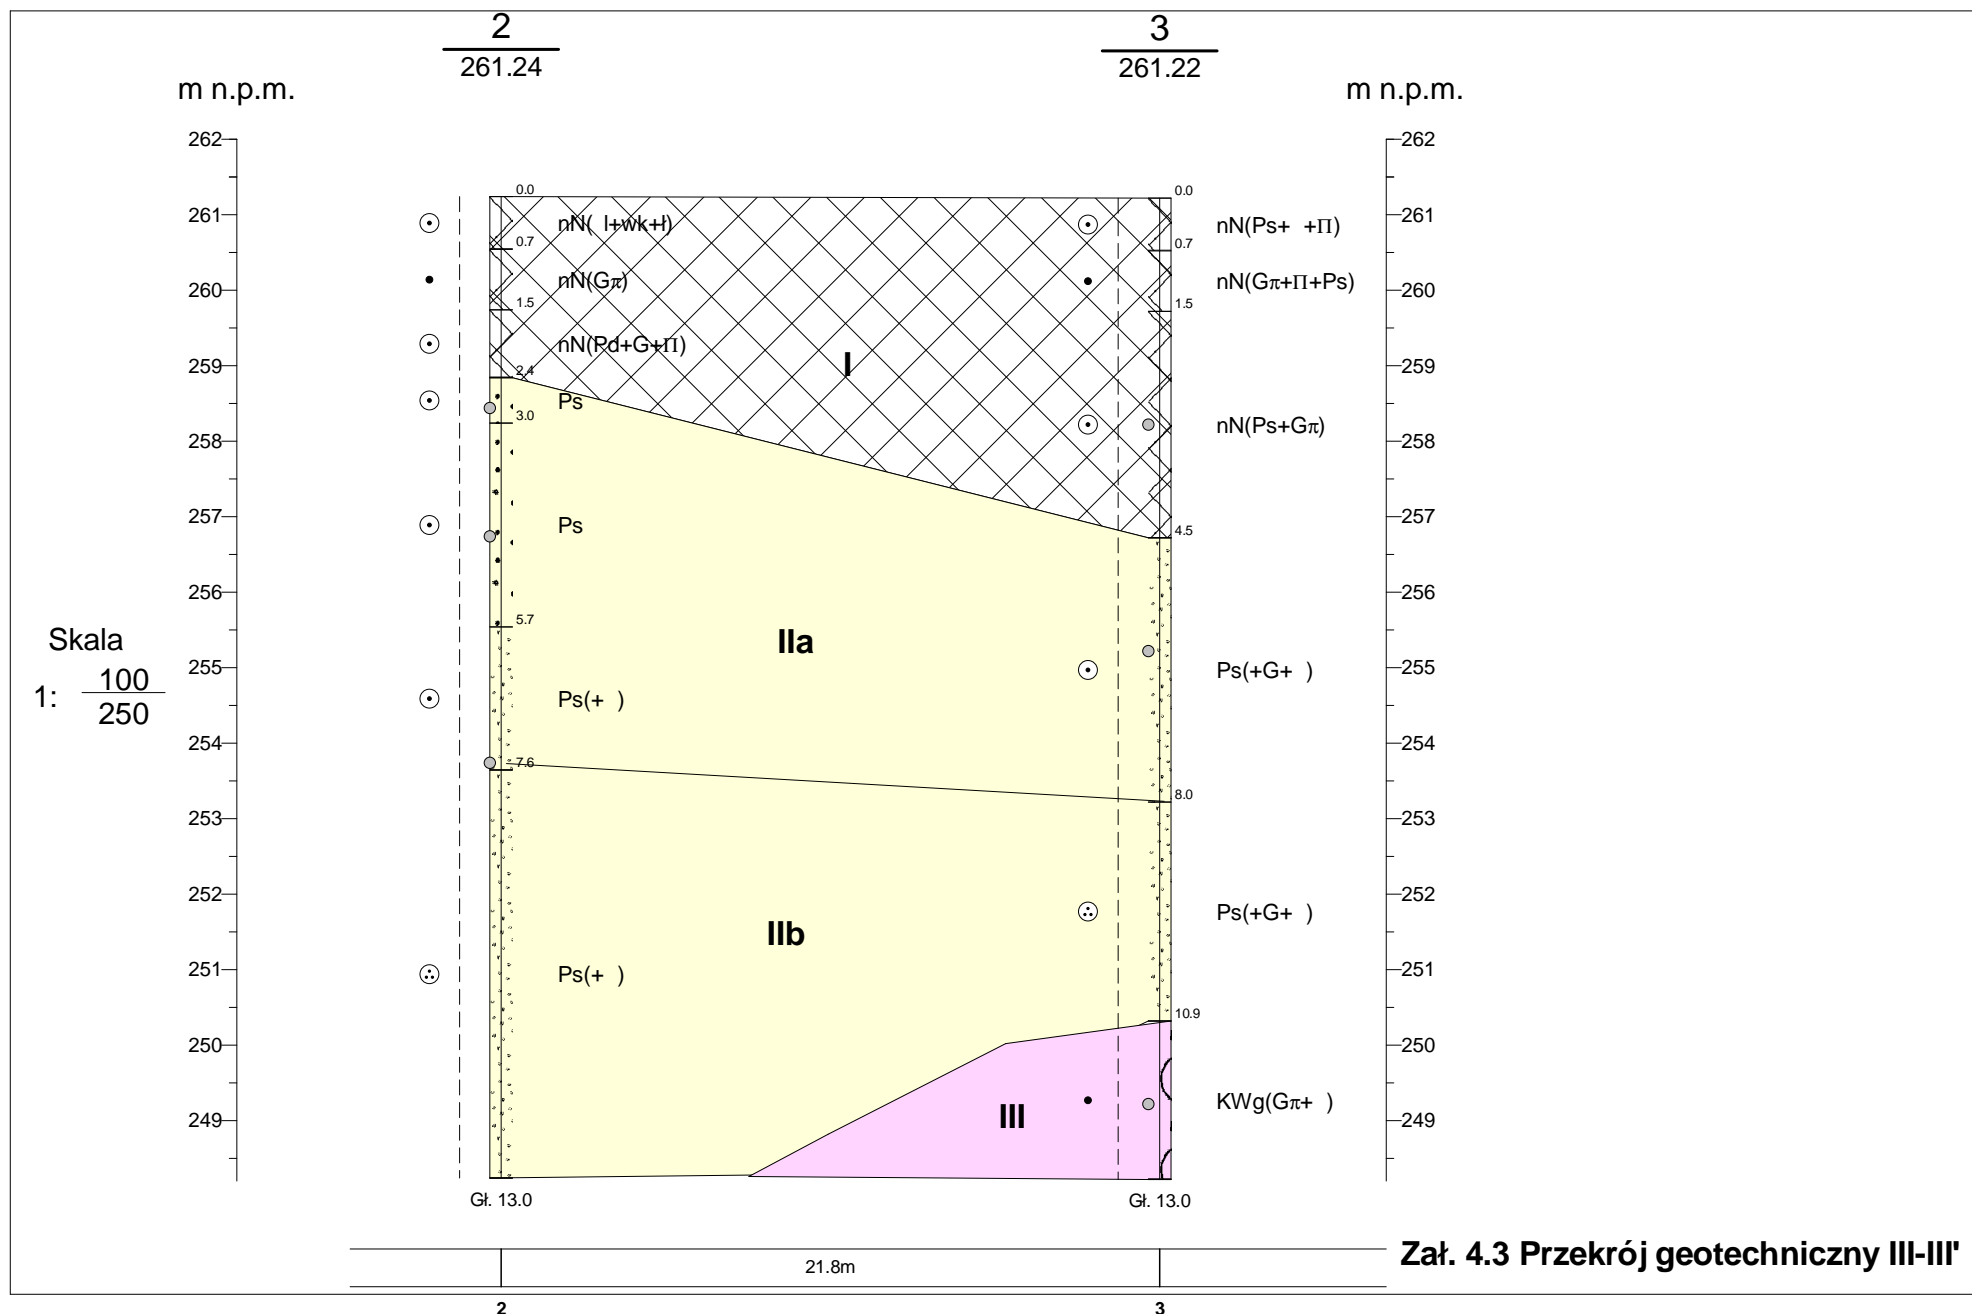 2
261.24
3
261.22
m n.p.m.
m n.p.m.
262
261
260
259
258
257
256
255
254
253
252
251
250
249
262
261
260
259
258
257
256
255
254
253
252
251
250
249
Skala
1: 100
250
0.0
nN( l+wk+ł)
0.7
nN(Gπ)
1.5
nN(Pd+G+Π)
2.4
Ps
3.0
Ps
5.7
Ps(+ )
7.6
Ps(+ )
Gł. 13.0
I
IIa
IIb
III
0.0
nN(Ps+ +Π)
0.7
nN(Gπ+Π+Ps)
1.5
nN(Ps+Gπ)
4.5
Ps(+G+ )
8.0
Ps(+G+ )
10.9
KWg(Gπ+ )
Gł. 13.0
21.8m
2
3
Zał. 4.3 Przekrój geotechniczny III-III'